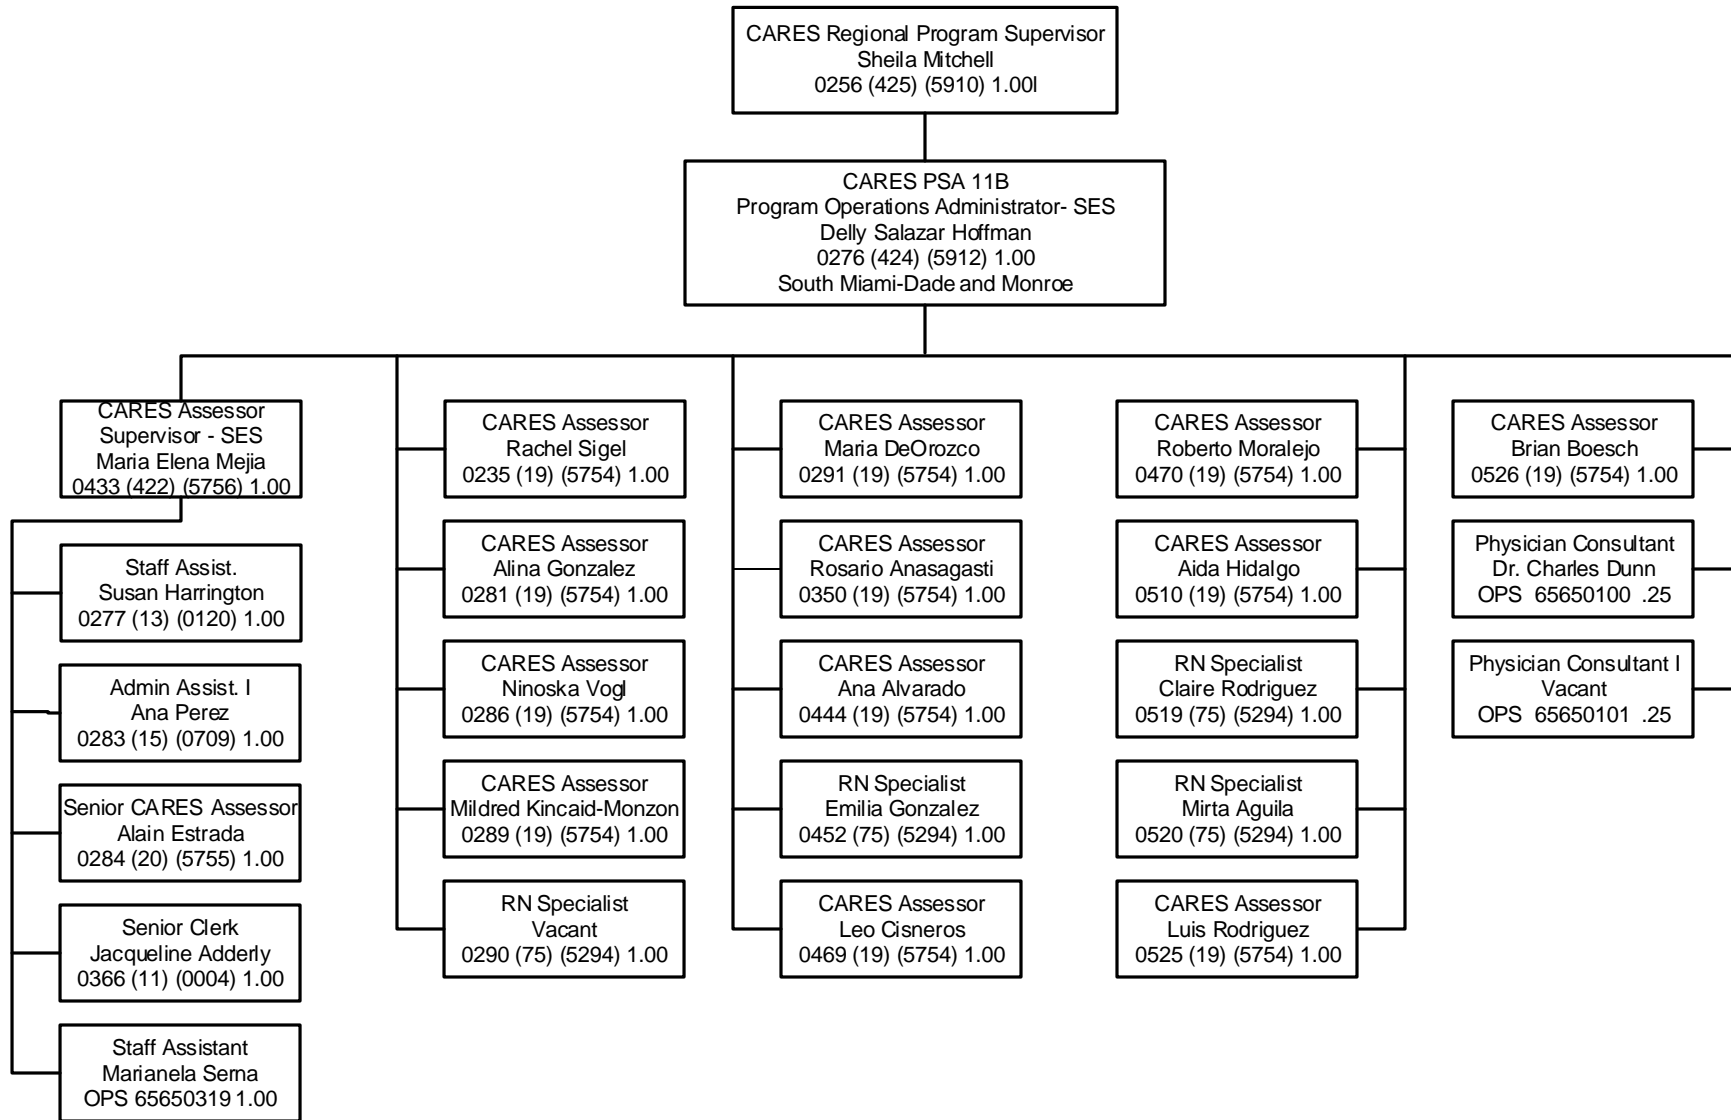 CARES Regional Program Supervisor
Sheila Mitchell
0256 (425) (5910) 1.00l
CARES PSA 11B
Program Operations Administrator- SES
Delly Salazar Hoffman
0276 (424) (5912) 1.00
South Miami-Dade and Monroe
CARES Assessor
Supervisor - SES
Maria Elena Mejia
0433 (422) (5756) 1.00
Staff Assist.
Susan Harrington
0277 (13) (0120) 1.00
Admin Assist. I
Ana Perez
0283 (15) (0709) 1.00
Senior CARES Assessor
Alain Estrada
0284 (20) (5755) 1.00
Senior Clerk
Jacqueline Adderly
0366 (11) (0004) 1.00
Staff Assistant
Marianela Serna
OPS 65650319 1.00
CARES Assessor
Rachel Sigel
0235 (19) (5754) 1.00
CARES Assessor
Alina Gonzalez
0281 (19) (5754) 1.00
CARES Assessor
Ninoska Vogl
0286 (19) (5754) 1.00
CARES Assessor
Mildred Kincaid-Monzon
0289 (19) (5754) 1.00
RN Specialist
Vacant
0290 (75) (5294) 1.00
CARES Assessor
Maria DeOrozco
0291 (19) (5754) 1.00
CARES Assessor
Rosario Anasagasti
0350 (19) (5754) 1.00
CARES Assessor
Ana Alvarado
0444 (19) (5754) 1.00
RN Specialist
Emilia Gonzalez
0452 (75) (5294) 1.00
CARES Assessor
Leo Cisneros
0469 (19) (5754) 1.00
CARES Assessor
Roberto Moralejo
0470 (19) (5754) 1.00
CARES Assessor
Aida Hidalgo
0510 (19) (5754) 1.00
RN Specialist
Claire Rodriguez
0519 (75) (5294) 1.00
RN Specialist
Mirta Aguila
0520 (75) (5294) 1.00
CARES Assessor
Luis Rodriguez
0525 (19) (5754) 1.00
CARES Assessor
Brian Boesch
0526 (19) (5754) 1.00
Physician Consultant
Dr. Charles Dunn
OPS 65650100 .25
Physician Consultant I
Vacant
OPS 65650101 .25